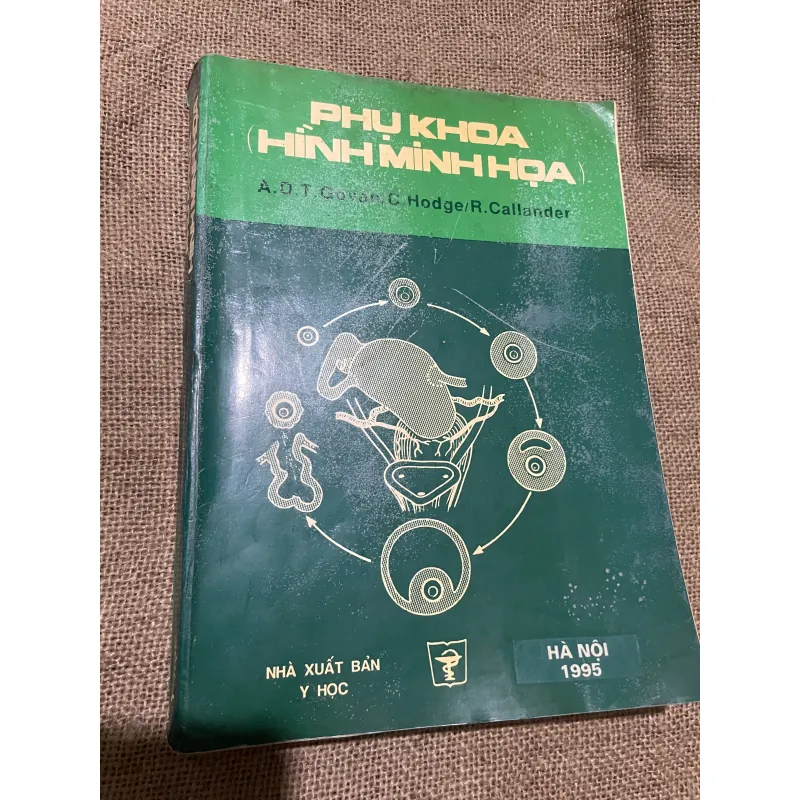 PHỤ KHOA
(HÌNH MINH HỌA)
A.D.T.Govan/C.Hodge/R.Callander
NHÀ XUẤT BẢN
Y HỌC
HÀ NỘI
1995